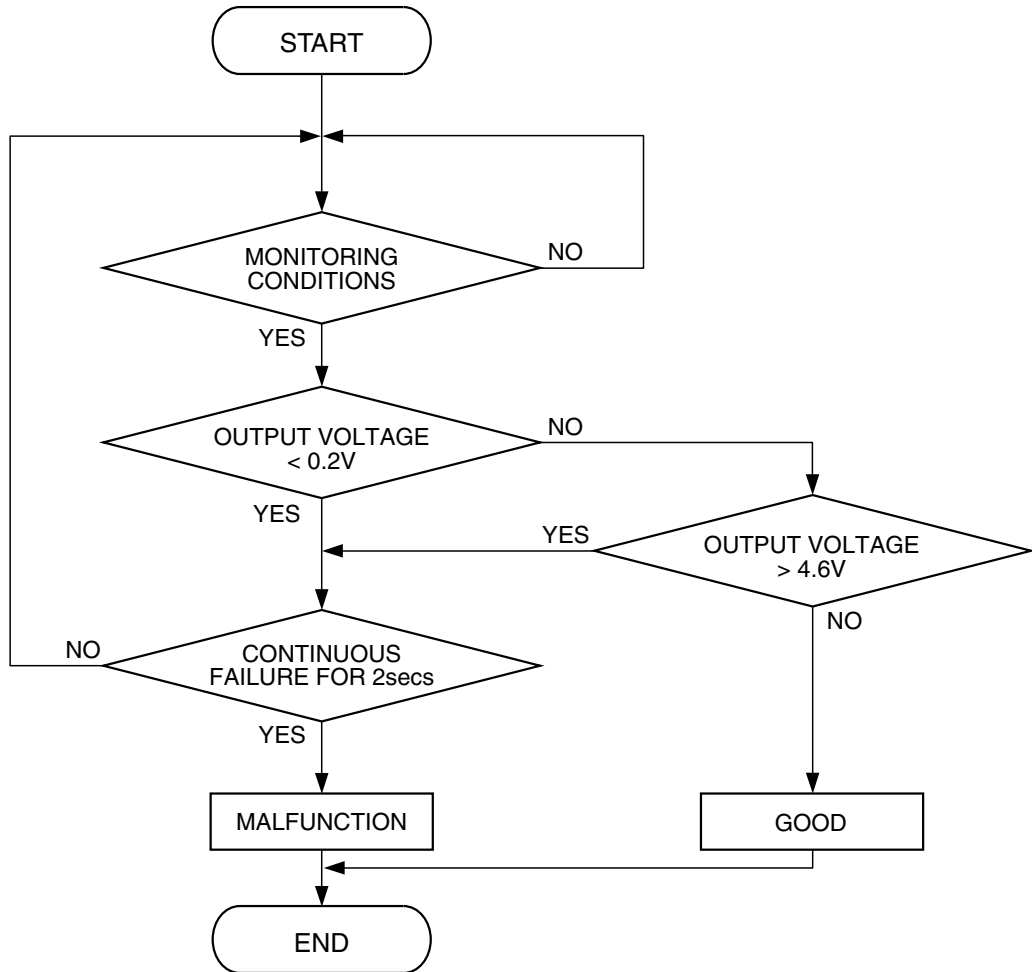 START
MONITORING
CONDITIONS
NO
YES
OUTPUT VOLTAGE
< 0.2V
NO
YES
YES
OUTPUT VOLTAGE
> 4.6V
NO
NO
CONTINUOUS
FAILURE FOR 2secs
YES
MALFUNCTION
GOOD
END